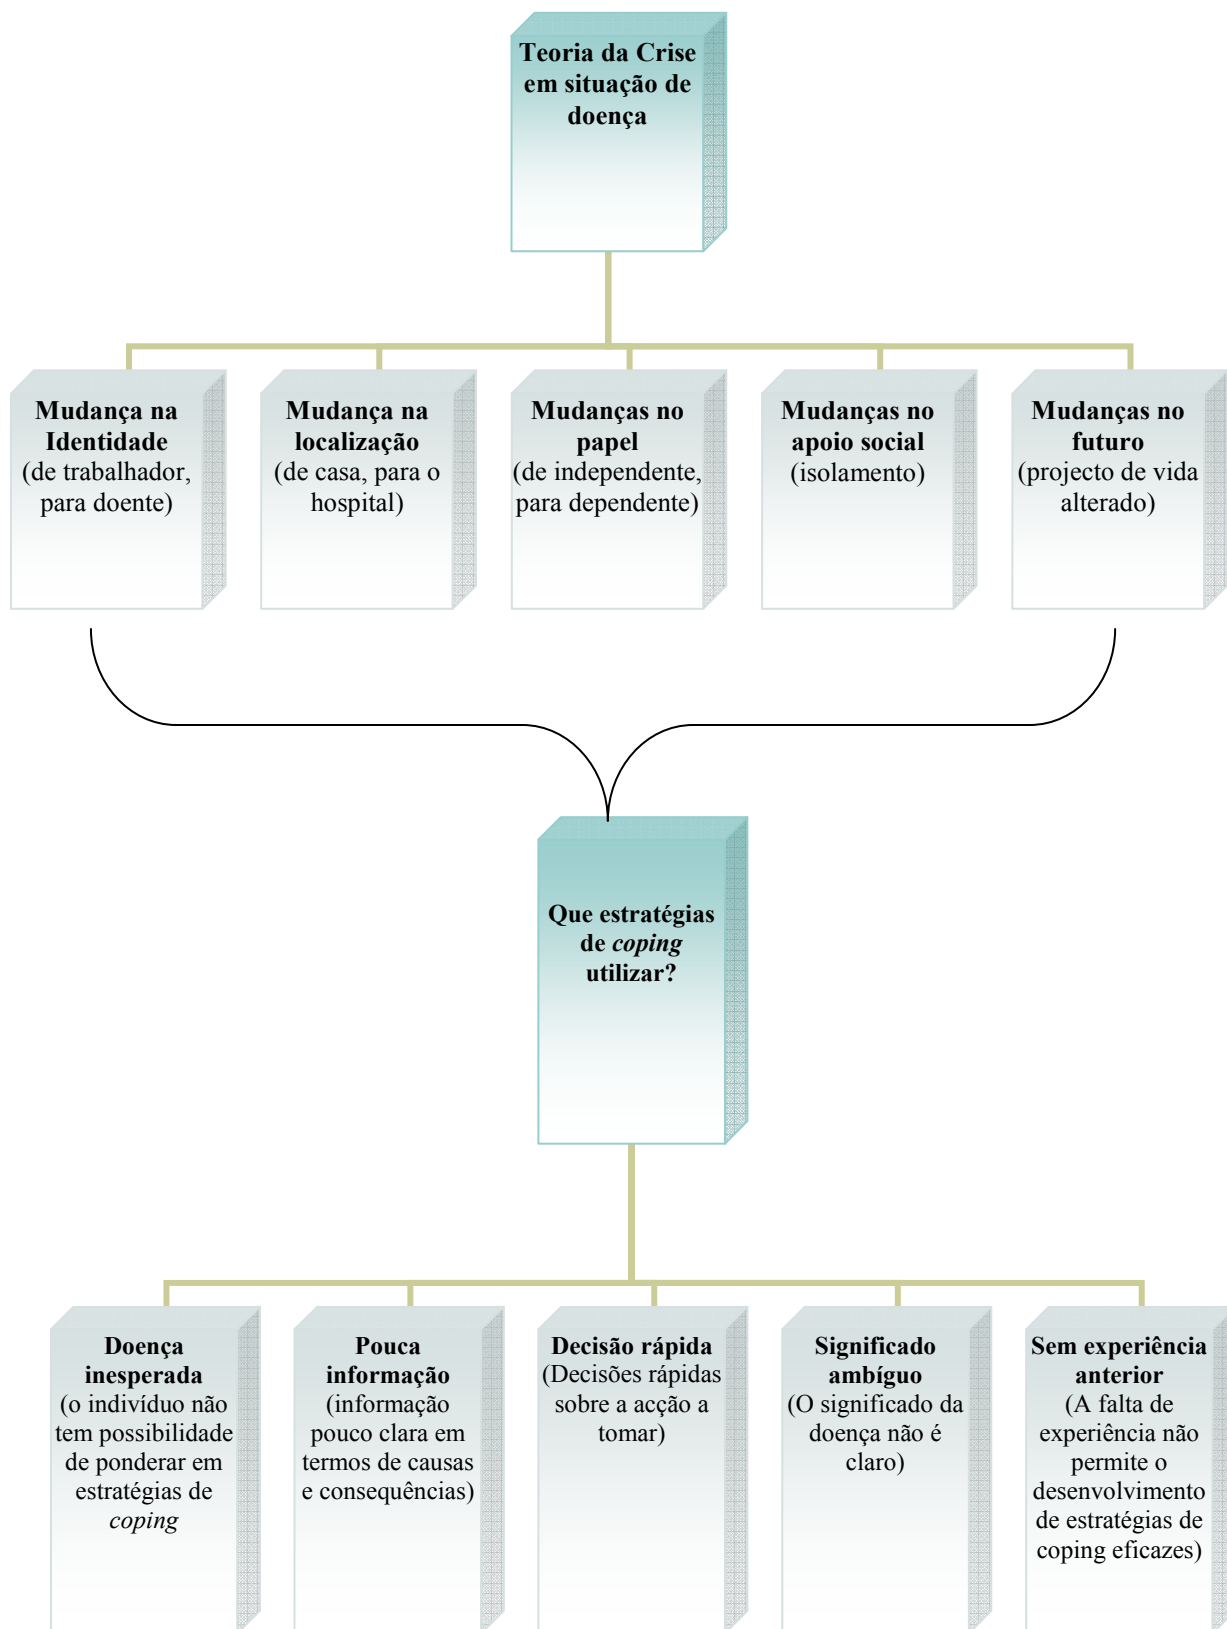 Teoria da Crise
em situação de
doença
Mudança na
Identidade
(de trabalhador,
para doente)
Mudança na
localização
(de casa, para o
hospital)
Mudanças no
papel
(de independente,
para dependente)
Mudanças no
apoio social
(isolamento)
Mudanças no
futuro
(projecto de vida
alterado)
Que estratégias
de coping
utilizar?
Doença
inesperada
(o indivíduo não
tem possibilidade
de ponderar em
estratégias de
coping
Pouca
informação
(informação
pouco clara em
termos de causas
e consequências)
Decisão rápida
(Decisões rápidas
sobre a acção a
tomar)
Significado
ambíguo
(O significado da
doença não é
claro)
Sem experiência
anterior
(A falta de
experiência não
permite o
desenvolvimento
de estratégias de
coping eficazes)